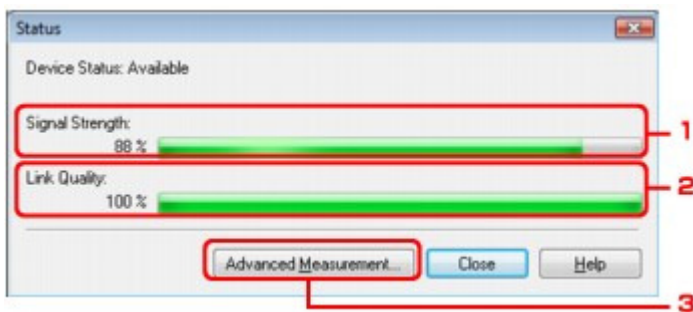 Status
Device Status: Available
Signal Strength:
88 %
1
Link Quality:
100 %
2
Advanced Measurement... Close Help
3